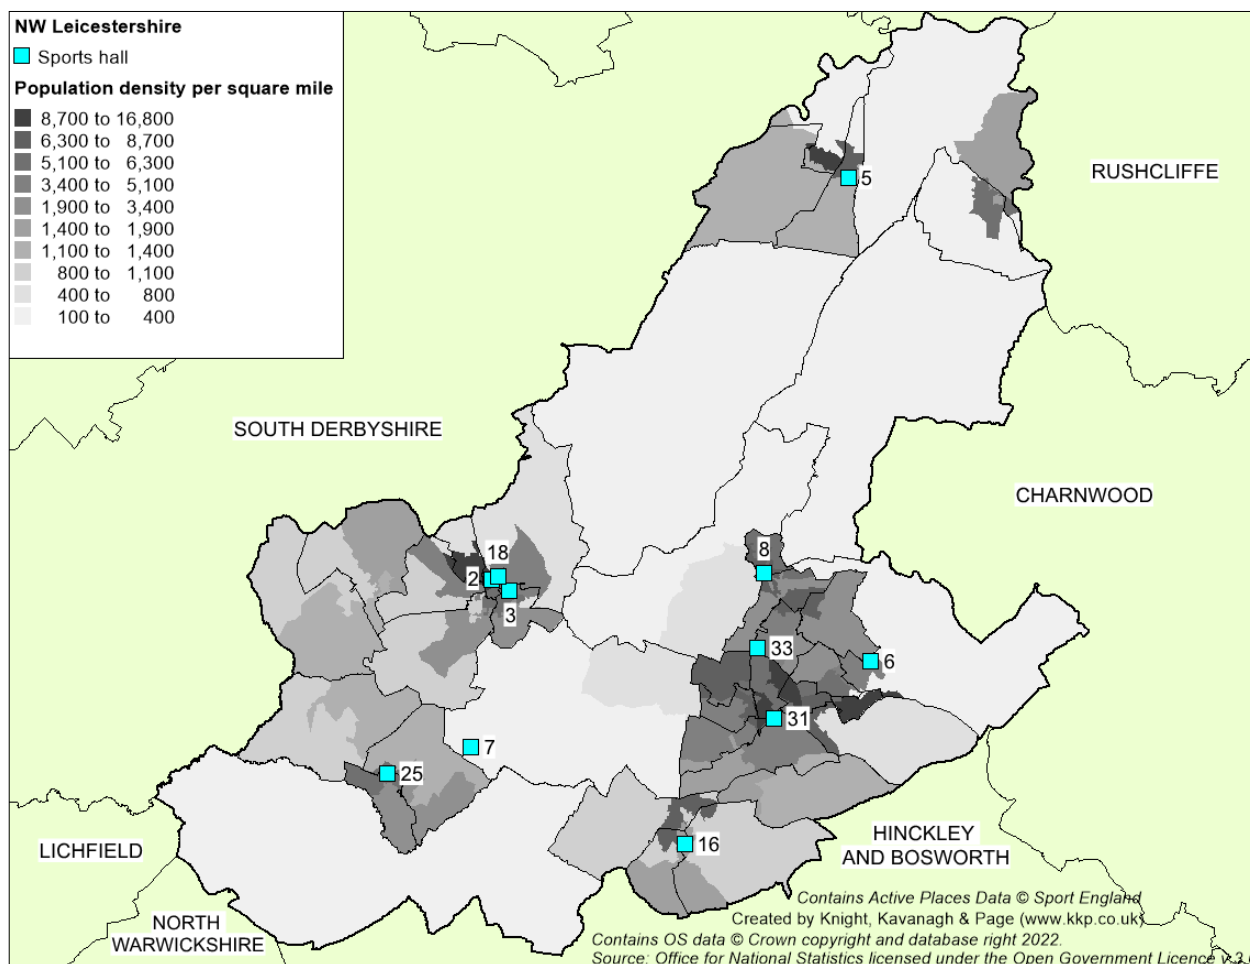 NW Leicestershire
Sports hall
Population density per square mile
8,700 to 16,800
6,300 to 8,700
5,100 to 6,300
3,400 to 5,100
1,900 to 3,400
1,400 to 1,900
1,100 to 1,400
800 to 1,100
400 to 800
100 to 400
RUSHCLIFFE
5
SOUTH DERBYSHIRE
CHARNWOOD
18
8
2
3
33
6
31
7
25
16
LICHFIELD
HINCKLEY
AND BOSWORTH
NORTH
WARWICKSHIRE
Contains Active Places Data © Sport England
Created by Knight, Kavanagh & Page (www.kkp.co.uk)
Contains OS data © Crown copyright and database right 2022.
Source: Office for National Statistics licensed under the Open Government Licence v.3.0